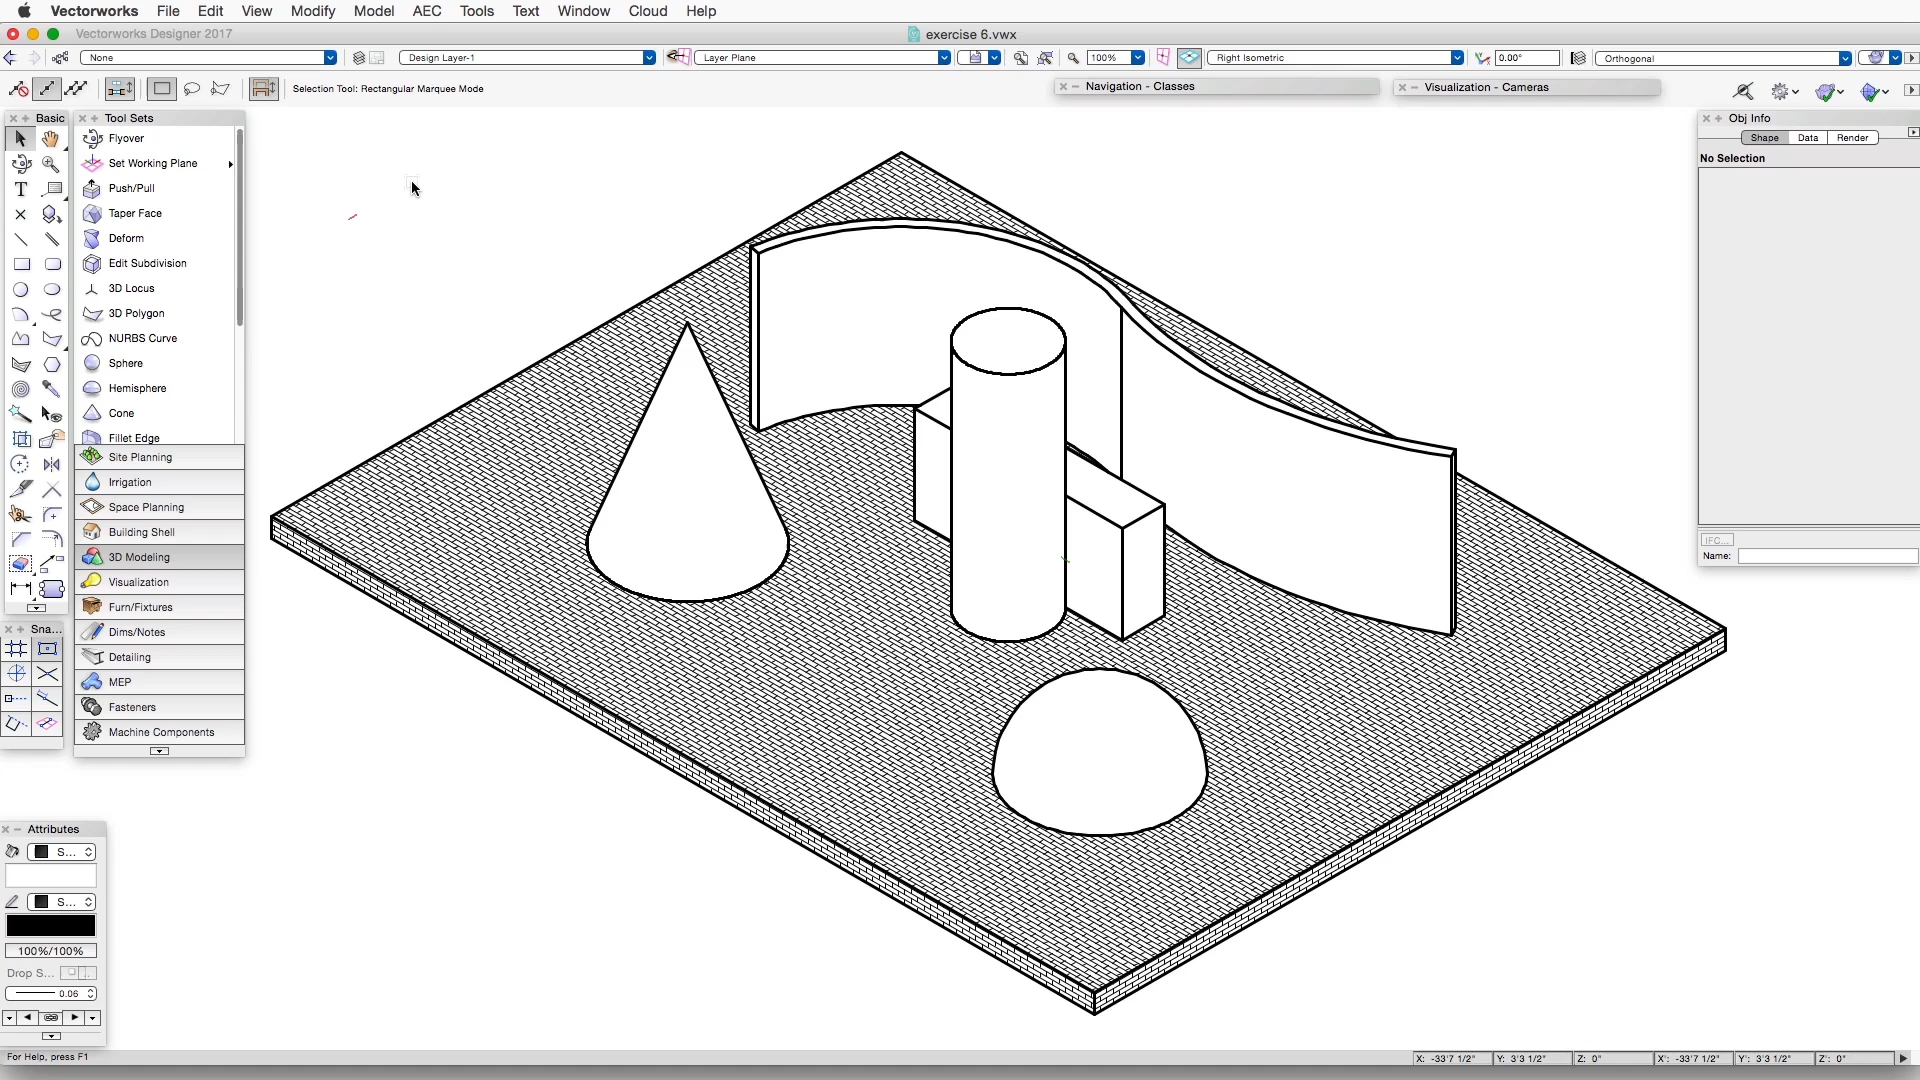 Vectorworks File Edit View Modify Model AEC Tools Text Window Cloud Help
Vectorworks Designer 2017
exercise 6.vwx
None
Design Layer-1
Layer Plane
100%
Right Isometric
0.00°
Orthogonal
Selection Tool: Rectangular Marquee Mode
Navigation - Classes
Visualization - Cameras
Basic
Tool Sets
Flyover
Set Working Plane
Push/Pull
Taper Face
Deform
Edit Subdivision
3D Locus
3D Polygon
NURBS Curve
Sphere
Hemisphere
Cone
Fillet Edge
Site Planning
Irrigation
Space Planning
Building Shell
3D Modeling
Visualization
Furn/Fixtures
Dims/Notes
Detailing
MEP
Fasteners
Machine Components
Sna...
Attributes
S...
S...
100%/100%
Drop S...
0.06
Obj Info
Shape Data Render
No Selection
IFC...
Name:
For Help, press F1
X: -33'7 1/2" Y: 3'3 1/2" Z: 0" X': -33'7 1/2" Y': 3'3 1/2" Z': 0"